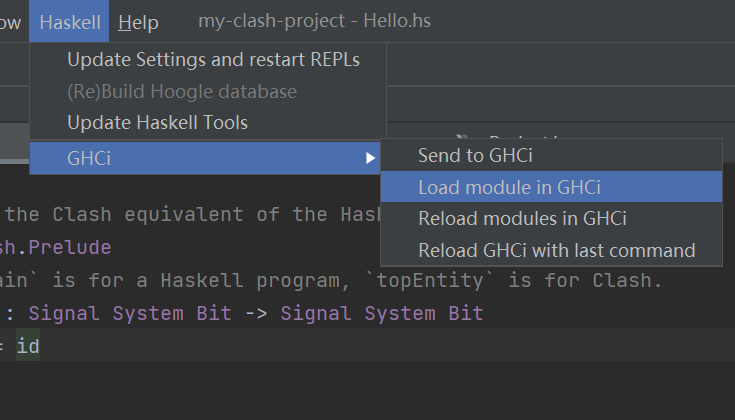 ow Haskell Help my-clash-project - Hello.hs
Update Settings and restart REPLs
(Re)Build Hoogle database
Update Haskell Tools
GHCi
Send to GHCi
Load module in GHCi
Reload modules in GHCi
Reload GHCi with last command
the Clash equivalent of the Has
sh.Prelude
ain` is for a Haskell program, `topEntity` is for Clash.
: Signal System Bit -> Signal System Bit
= id